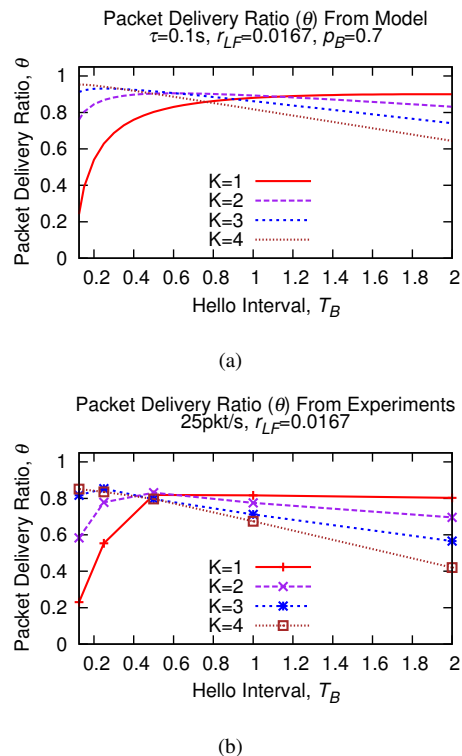 Packet Delivery Ratio (θ) From Model
τ=0.1s, r_LF=0.0167, p_B=0.7
Packet Delivery Ratio, θ
1
0.8
0.6
0.4
0.2
0
K=1
K=2
K=3
K=4
0.2 0.4 0.6 0.8 1 1.2 1.4 1.6 1.8 2
Hello Interval, T_B
(a)
Packet Delivery Ratio (θ) From Experiments
25pkt/s, r_LF=0.0167
Packet Delivery Ratio, θ
1
0.8
0.6
0.4
0.2
0
K=1
K=2
K=3
K=4
0.2 0.4 0.6 0.8 1 1.2 1.4 1.6 1.8 2
Hello Interval, T_B
(b)